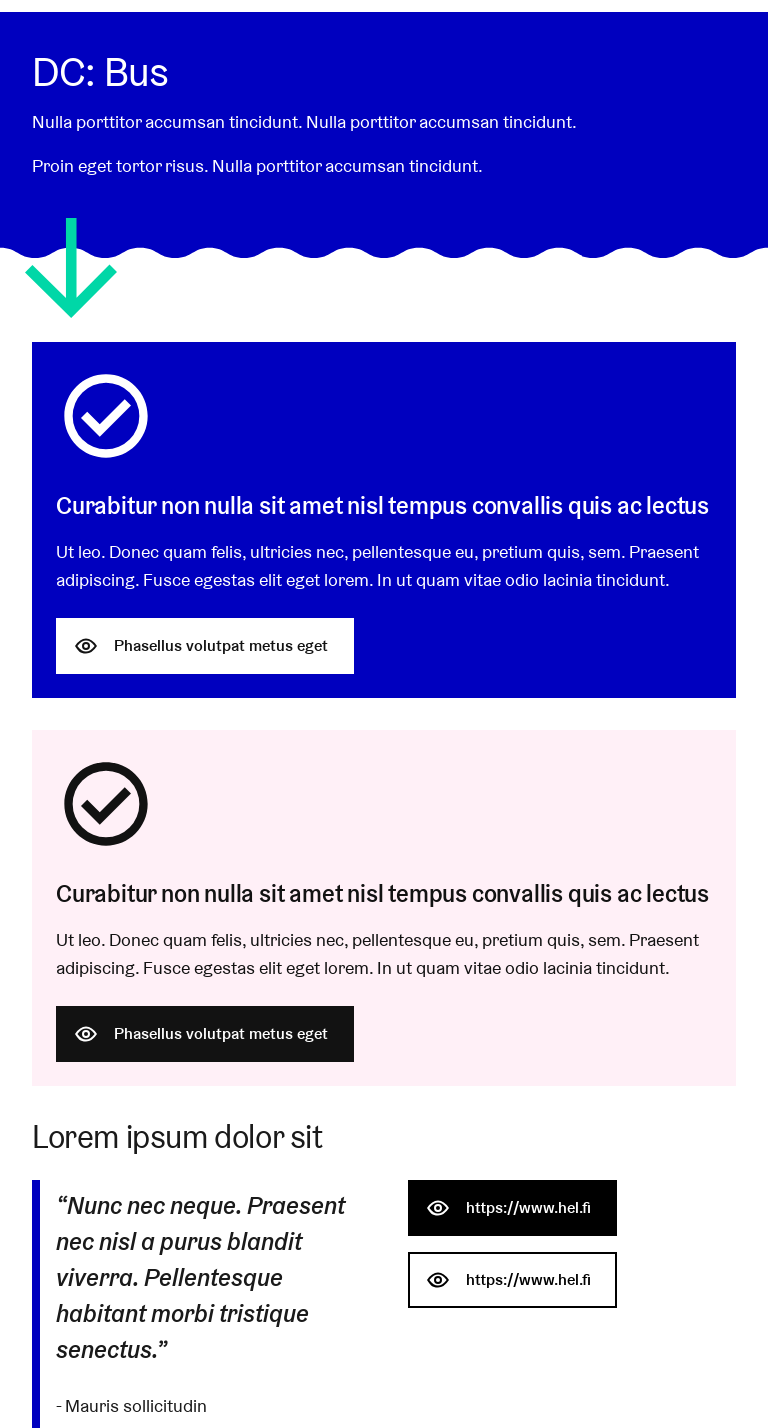 DC: Bus
Nulla porttitor accumsan tincidunt. Nulla porttitor accumsan tincidunt.
Proin eget tortor risus. Nulla porttitor accumsan tincidunt.
Curabitur non nulla sit amet nisl tempus convallis quis ac lectus
Ut leo. Donec quam felis, ultricies nec, pellentesque eu, pretium quis, sem. Praesent
adipiscing. Fusce egestas elit eget lorem. In ut quam vitae odio lacinia tincidunt.
Phasellus volutpat metus eget
Curabitur non nulla sit amet nisl tempus convallis quis ac lectus
Ut leo. Donec quam felis, ultricies nec, pellentesque eu, pretium quis, sem. Praesent
adipiscing. Fusce egestas elit eget lorem. In ut quam vitae odio lacinia tincidunt.
Phasellus volutpat metus eget
Lorem ipsum dolor sit
“Nunc nec neque. Praesent
nec nisl a purus blandit
viverra. Pellentesque
habitant morbi tristique
senectus.”
- Mauris sollicitudin
https://www.hel.fi
https://www.hel.fi